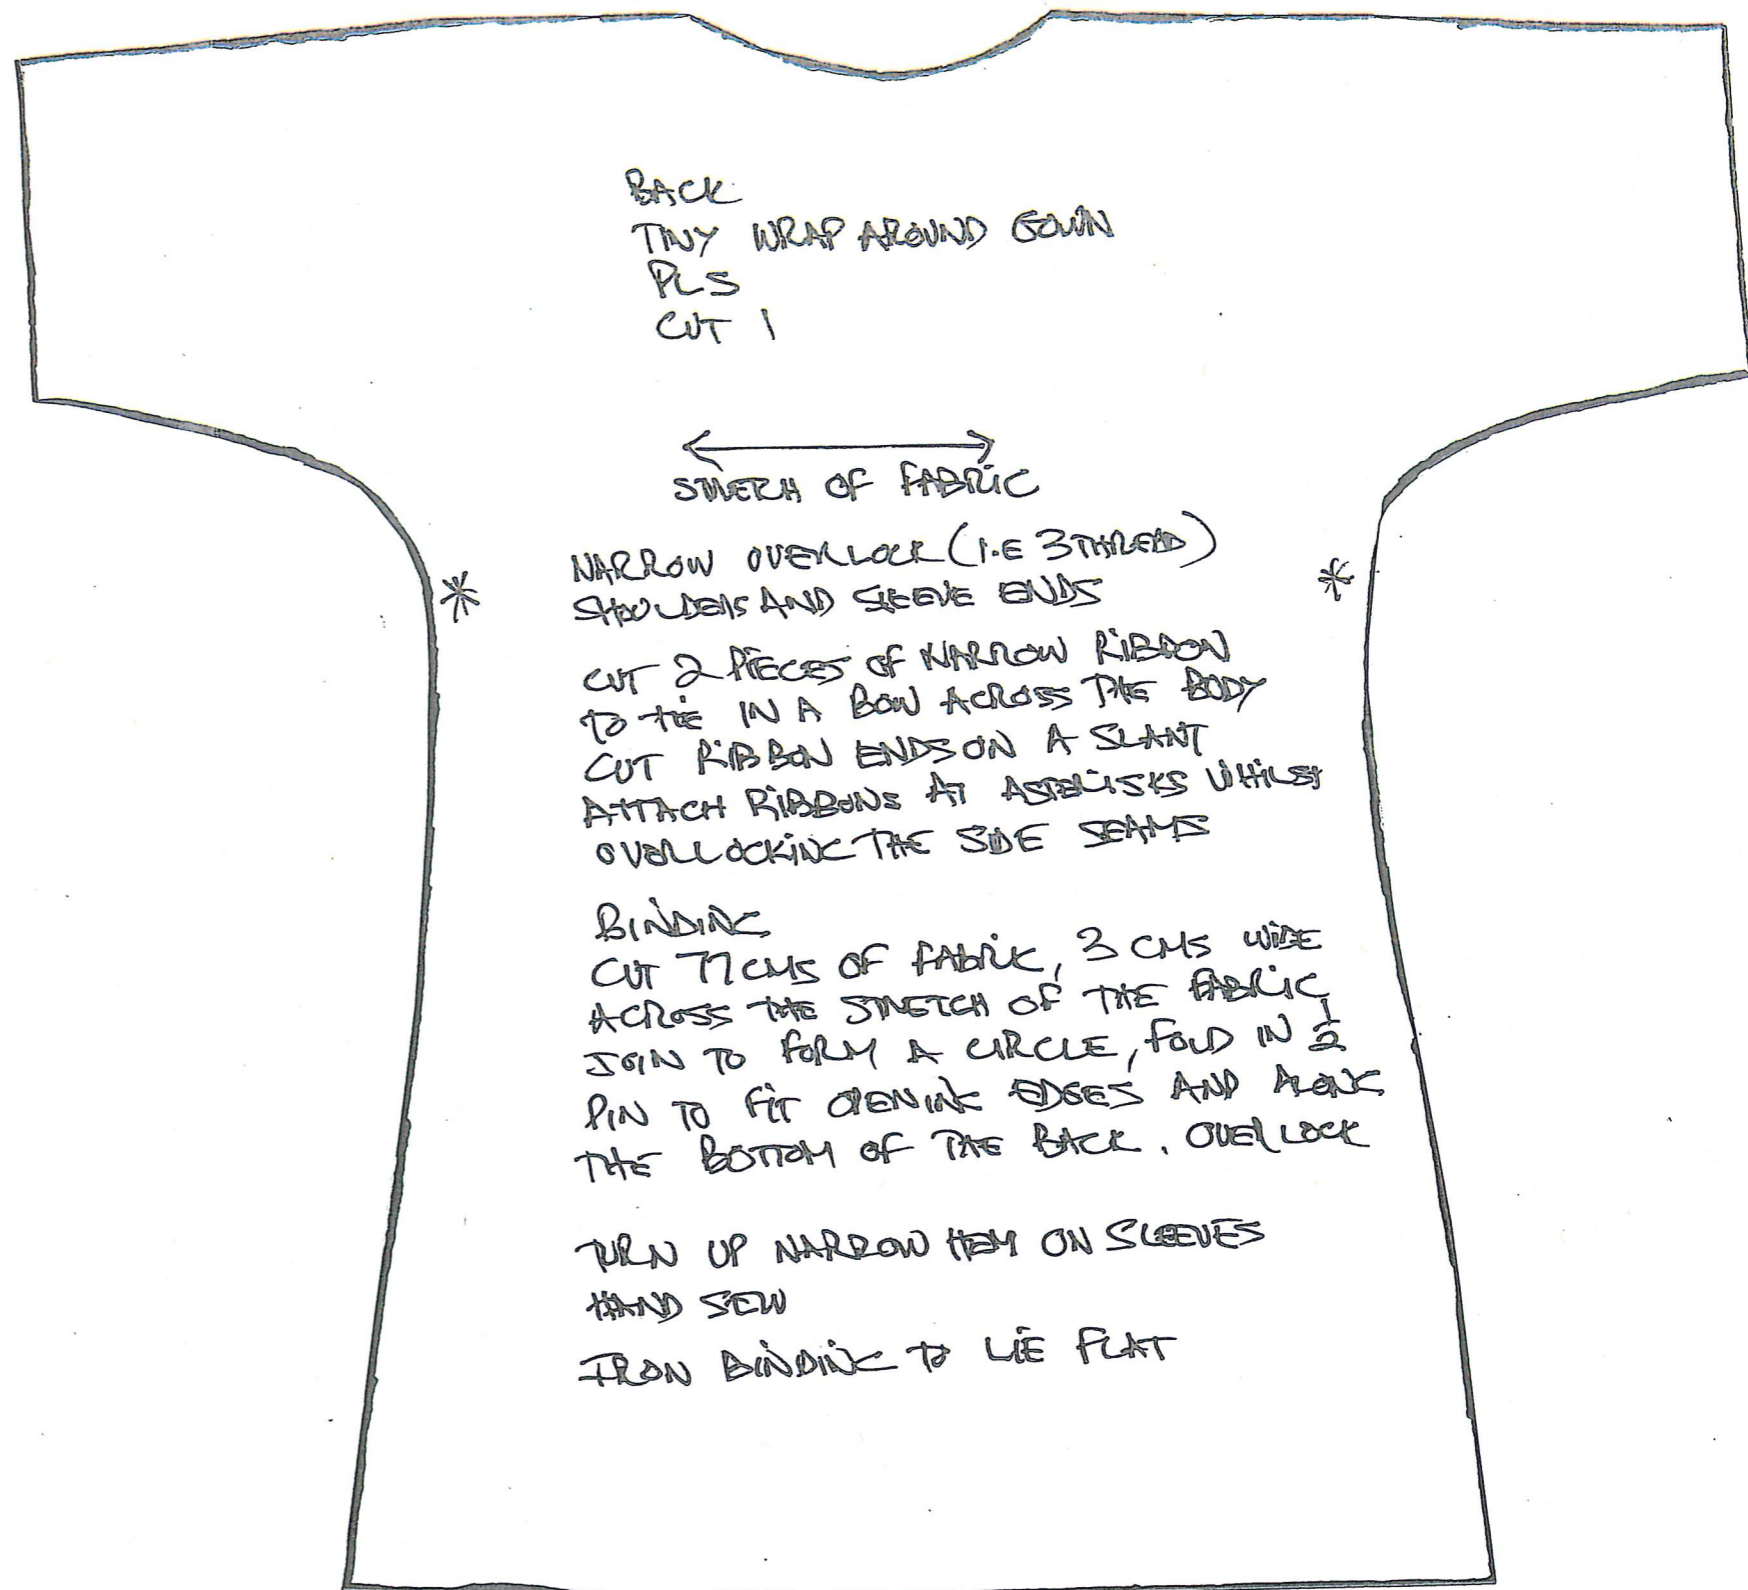 BACK
TINY WRAP AROUND GOWN
PLS
CUT 1
STRETCH OF FABRIC
NARROW OVERLOCK (I.E 3 THREAD)
SHOULDERS AND SLEEVE ENDS
*
*
CUT 2 PIECES OF NARROW RIBBON
TO TIE IN A BOW ACROSS THE BODY
CUT RIBBON ENDS ON A SLANT
ATTACH RIBBONS AT ASTERISKS WHILST
OVERLOCKING THE SIDE SEAMS
BINDING
CUT 77 CMS OF FABRIC, 3 CMS WIDE
ACROSS THE STRETCH OF THE FABRIC,
JOIN TO FORM A CIRCLE, FOLD IN 1/2
PIN TO FIT OPENING EDGES AND ALONG
THE BOTTOM OF THE BACK. OVERLOCK
TURN UP NARROW HEM ON SLEEVES
HAND SEW
IRON BINDING TO LIE FLAT